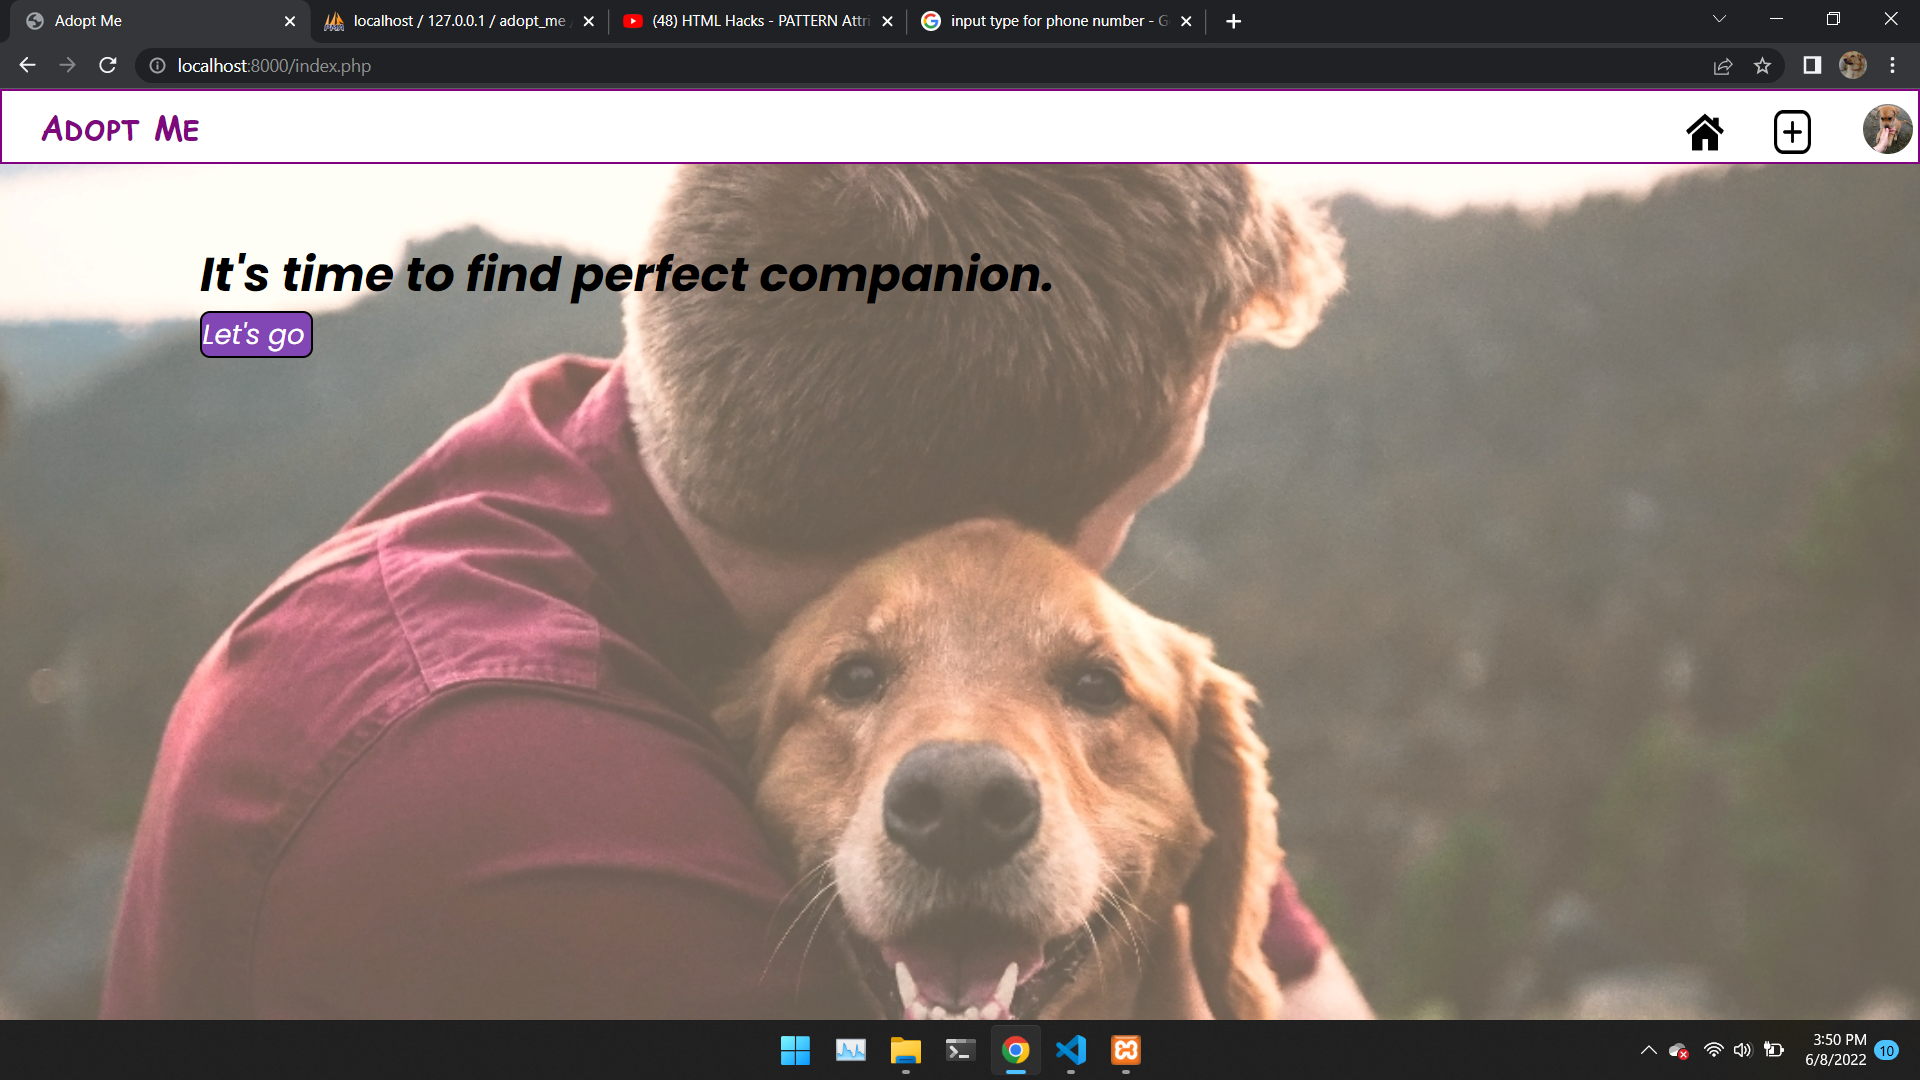 Adopt Me
localhost / 127.0.0.1 / adopt_me
(48) HTML Hacks - PATTERN Attri
input type for phone number - G
localhost:8000/index.php
Adopt Me
It's time to find perfect companion.
Let's go
3:50 PM
6/8/2022
10